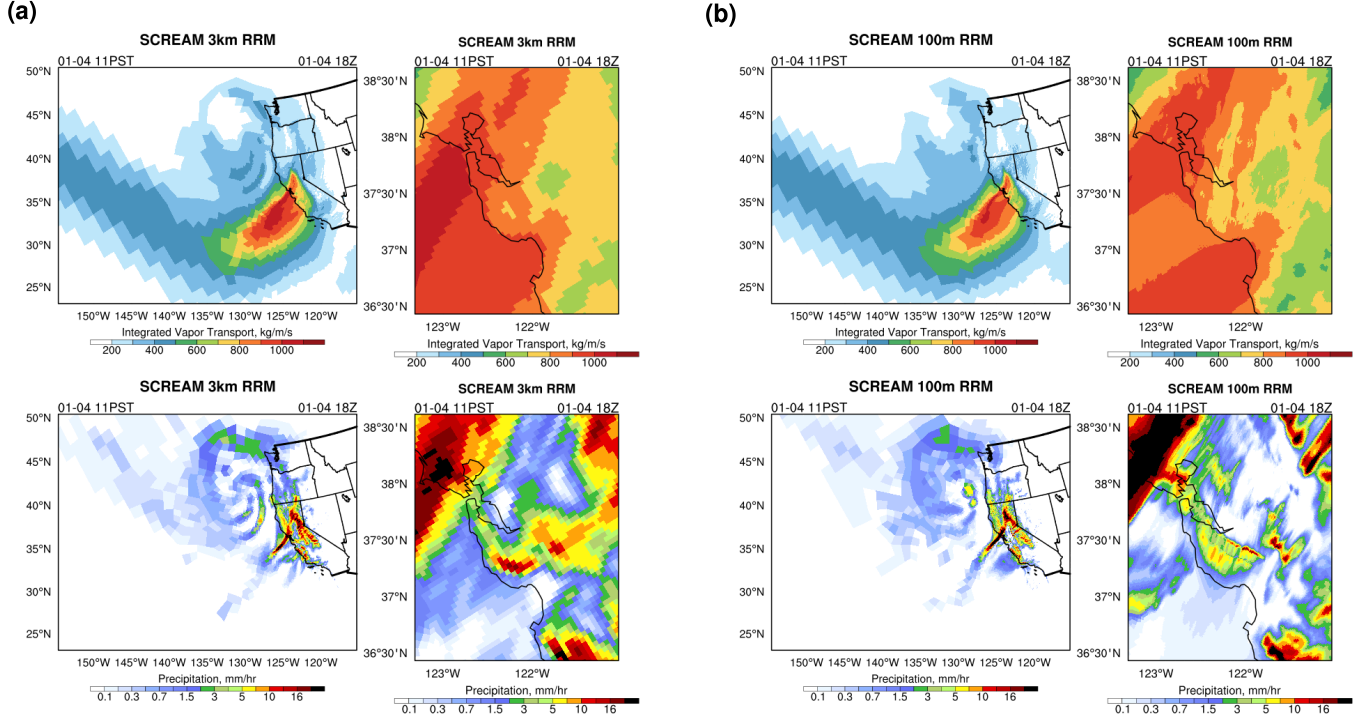 (a)
(b)
SCREAM 3km RRM
01-04 11PST 01-04 18Z
50°N
45°N
40°N
35°N
30°N
25°N
150°W 145°W 140°W 135°W 130°W 125°W 120°W
Integrated Vapor Transport, kg/m/s
200 400 600 800 1000
SCREAM 3km RRM
01-04 11PST 01-04 18Z
38°30'N
38°N
37°30'N
37°N
36°30'N
123°W 122°W
Integrated Vapor Transport, kg/m/s
200 400 600 800 1000
SCREAM 100m RRM
01-04 11PST 01-04 18Z
50°N
45°N
40°N
35°N
30°N
25°N
150°W 145°W 140°W 135°W 130°W 125°W 120°W
Integrated Vapor Transport, kg/m/s
200 400 600 800 1000
SCREAM 100m RRM
01-04 11PST 01-04 18Z
38°30'N
38°N
37°30'N
37°N
36°30'N
123°W 122°W
Integrated Vapor Transport, kg/m/s
200 400 600 800 1000
SCREAM 3km RRM
01-04 11PST 01-04 18Z
50°N
45°N
40°N
35°N
30°N
25°N
150°W 145°W 140°W 135°W 130°W 125°W 120°W
Precipitation, mm/hr
0.1 0.3 0.7 1.5 3 5 10 16
SCREAM 3km RRM
01-04 11PST 01-04 18Z
38°30'N
38°N
37°30'N
37°N
36°30'N
123°W 122°W
Precipitation, mm/hr
0.1 0.3 0.7 1.5 3 5 10 16
SCREAM 100m RRM
01-04 11PST 01-04 18Z
50°N
45°N
40°N
35°N
30°N
25°N
150°W 145°W 140°W 135°W 130°W 125°W 120°W
Precipitation, mm/hr
0.1 0.3 0.7 1.5 3 5 10 16
SCREAM 100m RRM
01-04 11PST 01-04 18Z
38°30'N
38°N
37°30'N
37°N
36°30'N
123°W 122°W
Precipitation, mm/hr
0.1 0.3 0.7 1.5 3 5 10 16